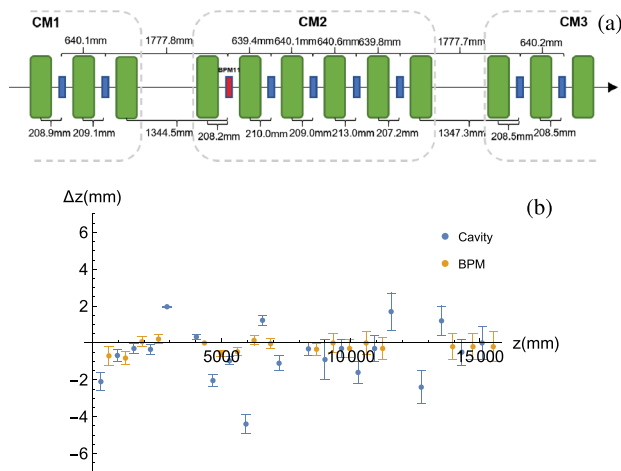 CM1 CM2 CM3 (a)
640.1mm 1777.8mm 639.4mm 640.1mm 640.6mm 639.8mm 1777.7mm 640.2mm
BPM11
208.9mm 209.1mm 1344.5mm 208.2mm 210.0mm 209.0mm 213.0mm 207.2mm 1347.3mm 208.5mm 208.5mm
Δz(mm) (b)
6
Cavity
4
BPM
2
5000 10000 15000 z(mm)
-2
-4
-6